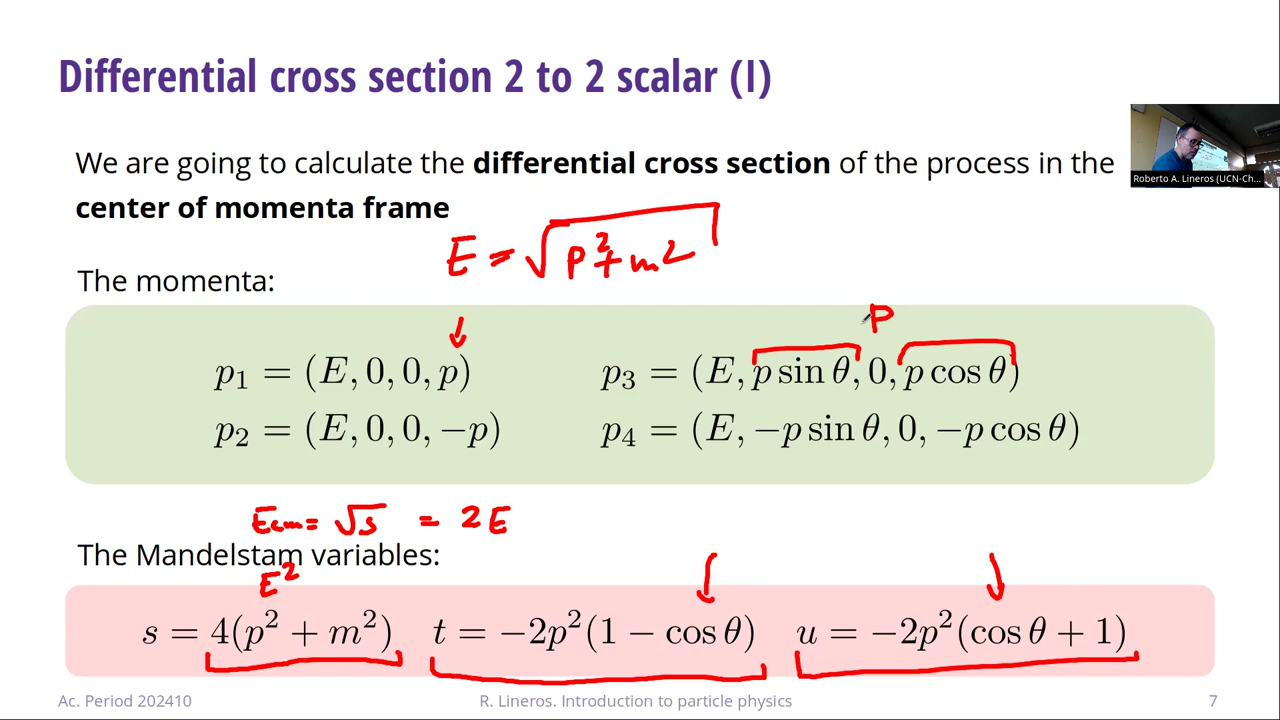 Differential cross section 2 to 2 scalar (I)
We are going to calculate the differential cross section of the process in the
center of momenta frame
Roberto A. Lineros (UCN-Ch...
E = √(p² + m²)
The momenta:
p
p₁ = (E, 0, 0, p)
p₃ = (E, p sin θ, 0, p cos θ)
p₂ = (E, 0, 0, −p)
p₄ = (E, −p sin θ, 0, −p cos θ)
Ecm = √s = 2E
The Mandelstam variables:
E²
s = 4(p² + m²) t = −2p²(1 − cos θ) u = −2p²(cos θ + 1)
Ac. Period 202410
R. Lineros. Introduction to particle physics
7